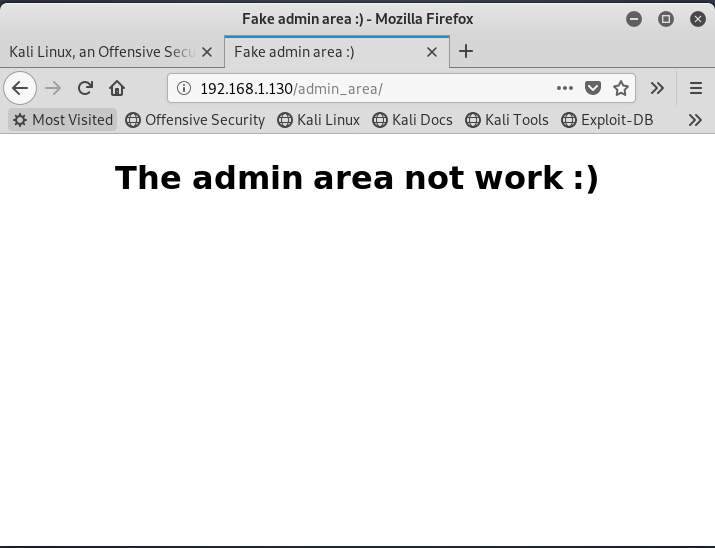 Fake admin area :) - Mozilla Firefox
Kali Linux, an Offensive Secu
Fake admin area :)
192.168.1.130/admin_area/
Most Visited Offensive Security Kali Linux Kali Docs Kali Tools Exploit-DB
The admin area not work :)